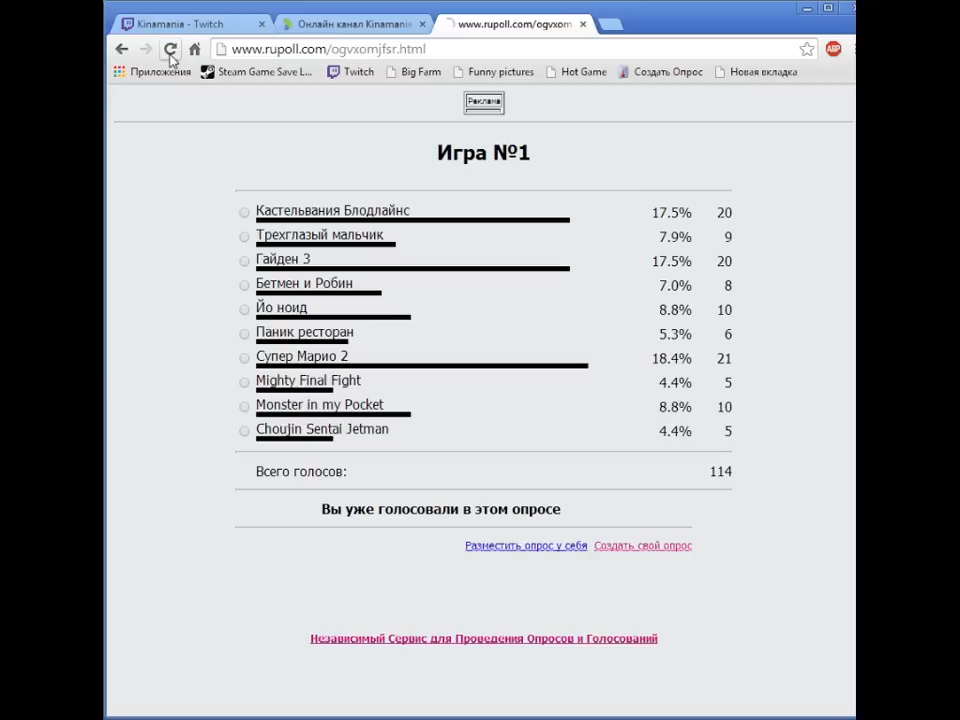 Kinamania - Twitch
Онлайн канал Kinamania
www.rupoll.com/ogvxom
www.rupoll.com/ogvxomjfsr.html
ABP
Приложения
Steam Game Save L...
Twitch
Big Farm
Funny pictures
Hot Game
Создать Опрос
Новая вкладка
Реклама
Игра №1
Кастельвания Блодлайнс 17.5% 20
Трехглазый мальчик 7.9% 9
Гайден 3 17.5% 20
Бетмен и Робин 7.0% 8
Йо ноид 8.8% 10
Паник ресторан 5.3% 6
Супер Марио 2 18.4% 21
Mighty Final Fight 4.4% 5
Monster in my Pocket 8.8% 10
Choujin Sentai Jetman 4.4% 5
Всего голосов: 114
Вы уже голосовали в этом опросе
Разместить опрос у себя Создать свой опрос
Независимый Сервис для Проведения Опросов и Голосований